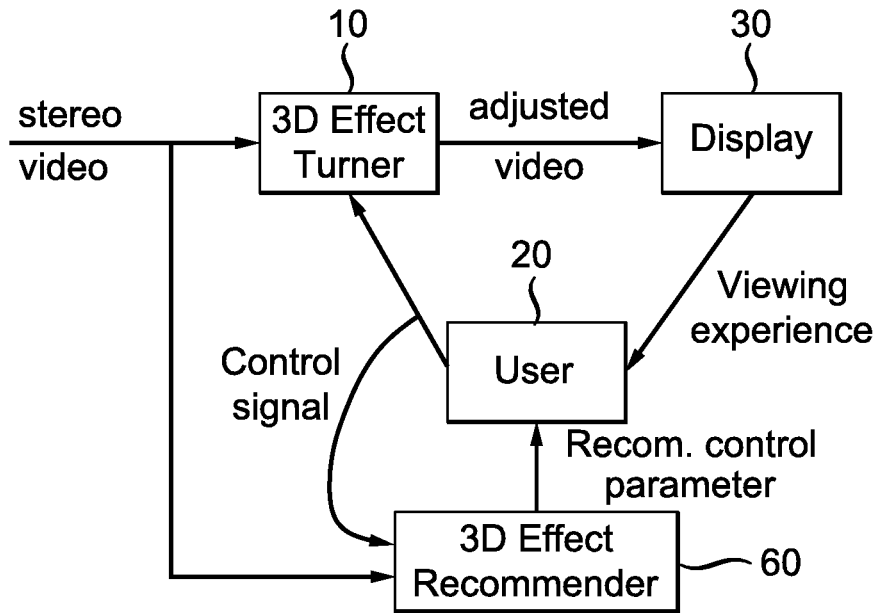 10
30
stereo
video
3D Effect
Turner
adjusted
video
Display
20
Viewing
experience
User
Control
signal
Recom. control
parameter
3D Effect
Recommender
60